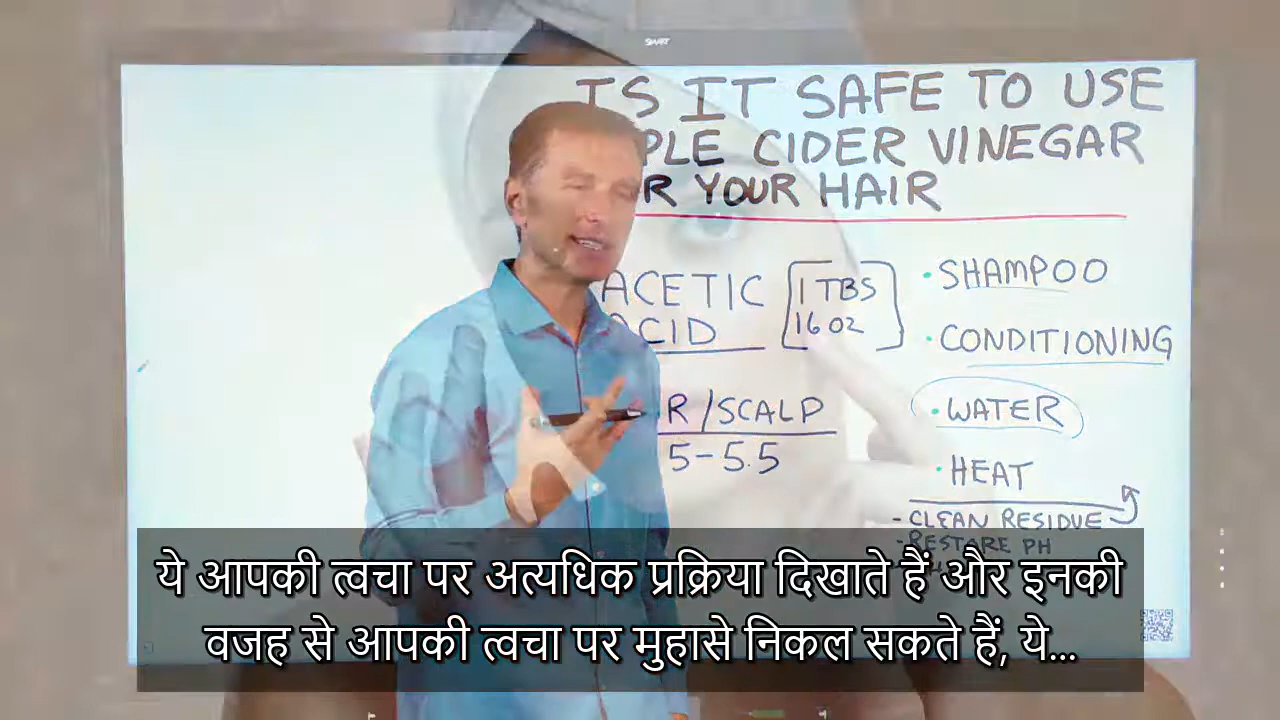 SMART
IS IT SAFE TO USE
PLE CIDER VINEGAR
R YOUR HAIR
ACETIC
CID
1 TBS
16 OZ
R/SCALP
5-5.5
• SHAMPOO
• CONDITIONING
• WATER
• HEAT
- CLEAN RESIDUE
- RESTORE PH
ये आपकी त्वचा पर अत्यधिक प्रक्रिया दिखाते हैं और इनकी
वजह से आपकी त्वचा पर मुहासे निकल सकते हैं, ये...